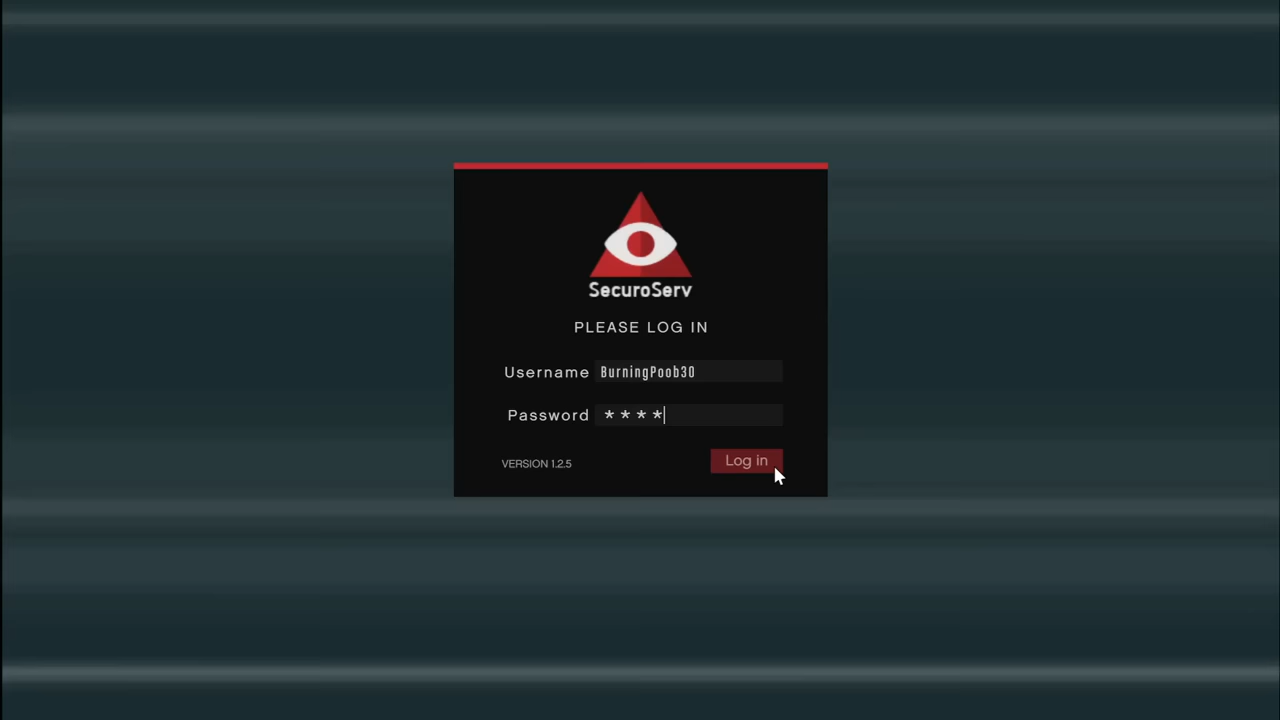 SecuroServ
PLEASE LOG IN
Username BurningPoob30
Password ****
VERSION 1.2.5 Log in